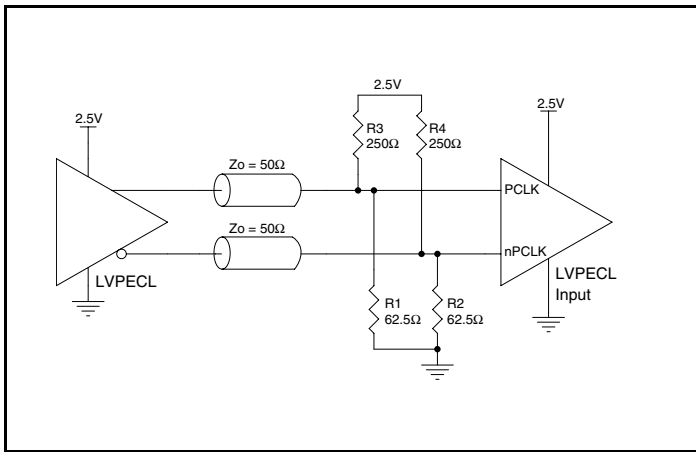 2.5V
2.5V
2.5V
R3
250Ω
R4
250Ω
Zo = 50Ω
PCLK
Zo = 50Ω
nPCLK
LVPECL
LVPECL
Input
R1
62.5Ω
R2
62.5Ω